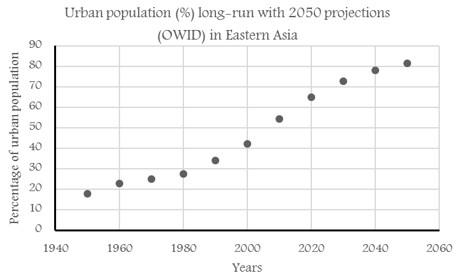 Urban population (%) long-run with 2050 projections
(OWID) in Eastern Asia
Percentage of urban population
90
80
70
60
50
40
30
20
10
0
1940 1960 1980 2000 2020 2040 2060
Years